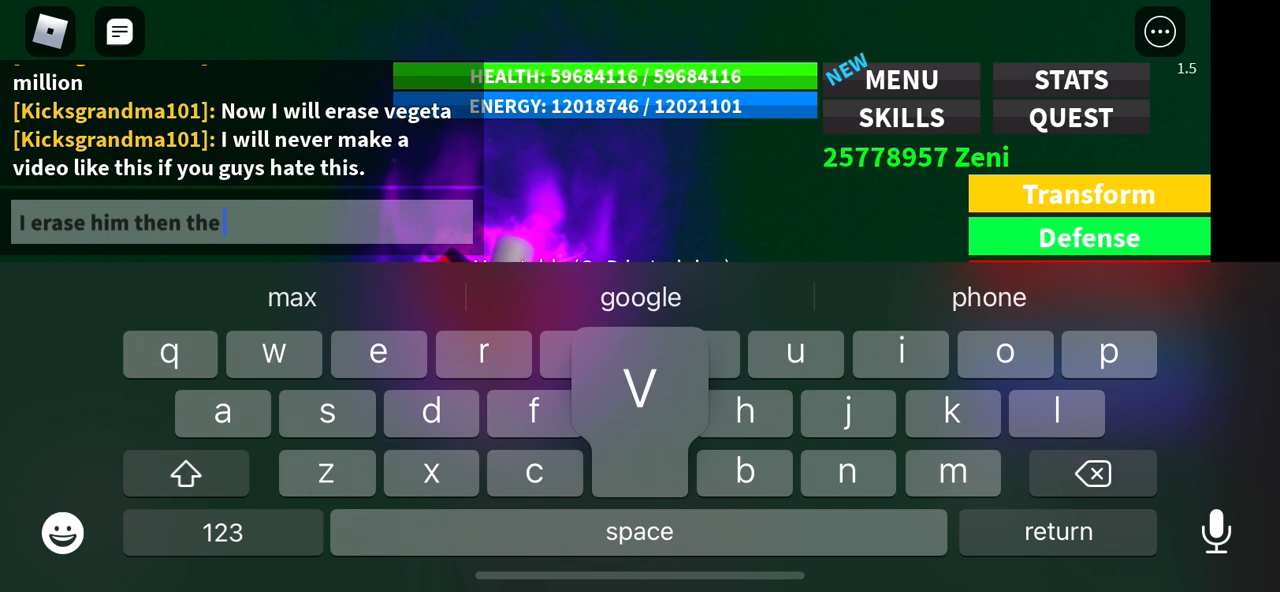 million
[Kicksgrandma101]: Now I will erase vegeta
[Kicksgrandma101]: I will never make a
video like this if you guys hate this.
I erase him then the
HEALTH: 59684116 / 59684116
ENERGY: 12018746 / 12021101
NEW
MENU
STATS
1.5
SKILLS
QUEST
25778957 Zeni
Transform
Defense
max google phone
q w e r u i o p
a s d f h j k l
V
z x c b n m
123 space return